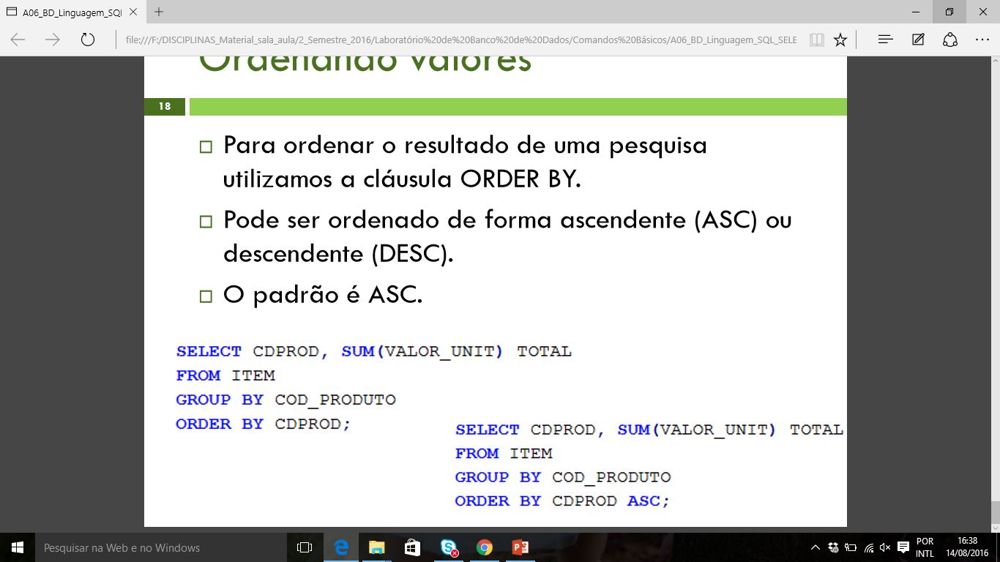 A06_BD_Linguagem_SQL
file:///F:/DISCIPLINAS_Material_sala_aula/2_Semestre_2016/Laboratório%20de%20Banco%20de%20Dados/Comandos%20Básicos/A06_BD_Linguagem_SQL_SELE
Ordenando valores
18
Para ordenar o resultado de uma pesquisa
utilizamos a cláusula ORDER BY.
Pode ser ordenado de forma ascendente (ASC) ou
descendente (DESC).
O padrão é ASC.
SELECT CDPROD, SUM(VALOR_UNIT) TOTAL
FROM ITEM
GROUP BY COD_PRODUTO
ORDER BY CDPROD;
SELECT CDPROD, SUM(VALOR_UNIT) TOTAL
FROM ITEM
GROUP BY COD_PRODUTO
ORDER BY CDPROD ASC;
Pesquisar na Web e no Windows
POR
INTL
16:38
14/08/2016